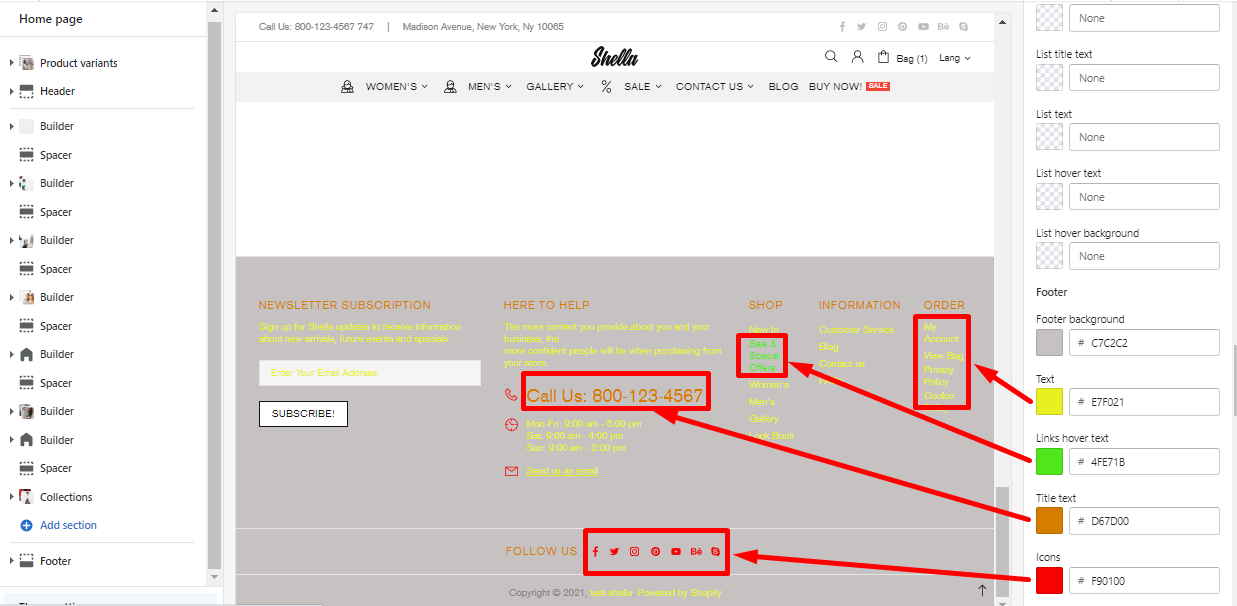 Home page
Product variants
Header
Builder
Spacer
Builder
Spacer
Builder
Spacer
Builder
Spacer
Builder
Spacer
Builder
Builder
Spacer
Collections
Add section
Footer
Call Us: 800-123-4567 747 | Madison Avenue, New York, Ny 10065
Shella
Bag (1) Lang
WOMEN'S MEN'S GALLERY % SALE CONTACT US BLOG BUY NOW! SALE
NEWSLETTER SUBSCRIPTION
Sign up for Shella updates to receive information
about new arrivals, future events and specials.
Enter Your Email Address
SUBSCRIBE!
HERE TO HELP
The more content you provide about you and your
business, the
more confident people will be when purchasing from
your store.
Call Us: 800-123-4567
Mon-Fri: 9:00 am - 6:00 pm
Sat: 9:00 am - 4:00 pm
Sun: 9:00 am - 2:00 pm
Send us an email
SHOP
New In
Sale &
Special
Offers
Women's
Men's
Gallery
Look Book
INFORMATION
Customer Service
Blog
Contact us
ORDER
My
Account
View Bag
Privacy
Policy
Cookie
FOLLOW US
Copyright © 2021, test-shella· Powered by Shopify
None
List title text
None
List text
None
List hover text
None
List hover background
None
Footer
Footer background
# C7C2C2
Text
# E7F021
Links hover text
# 4FE71B
Title text
# D67D00
Icons
# F90100